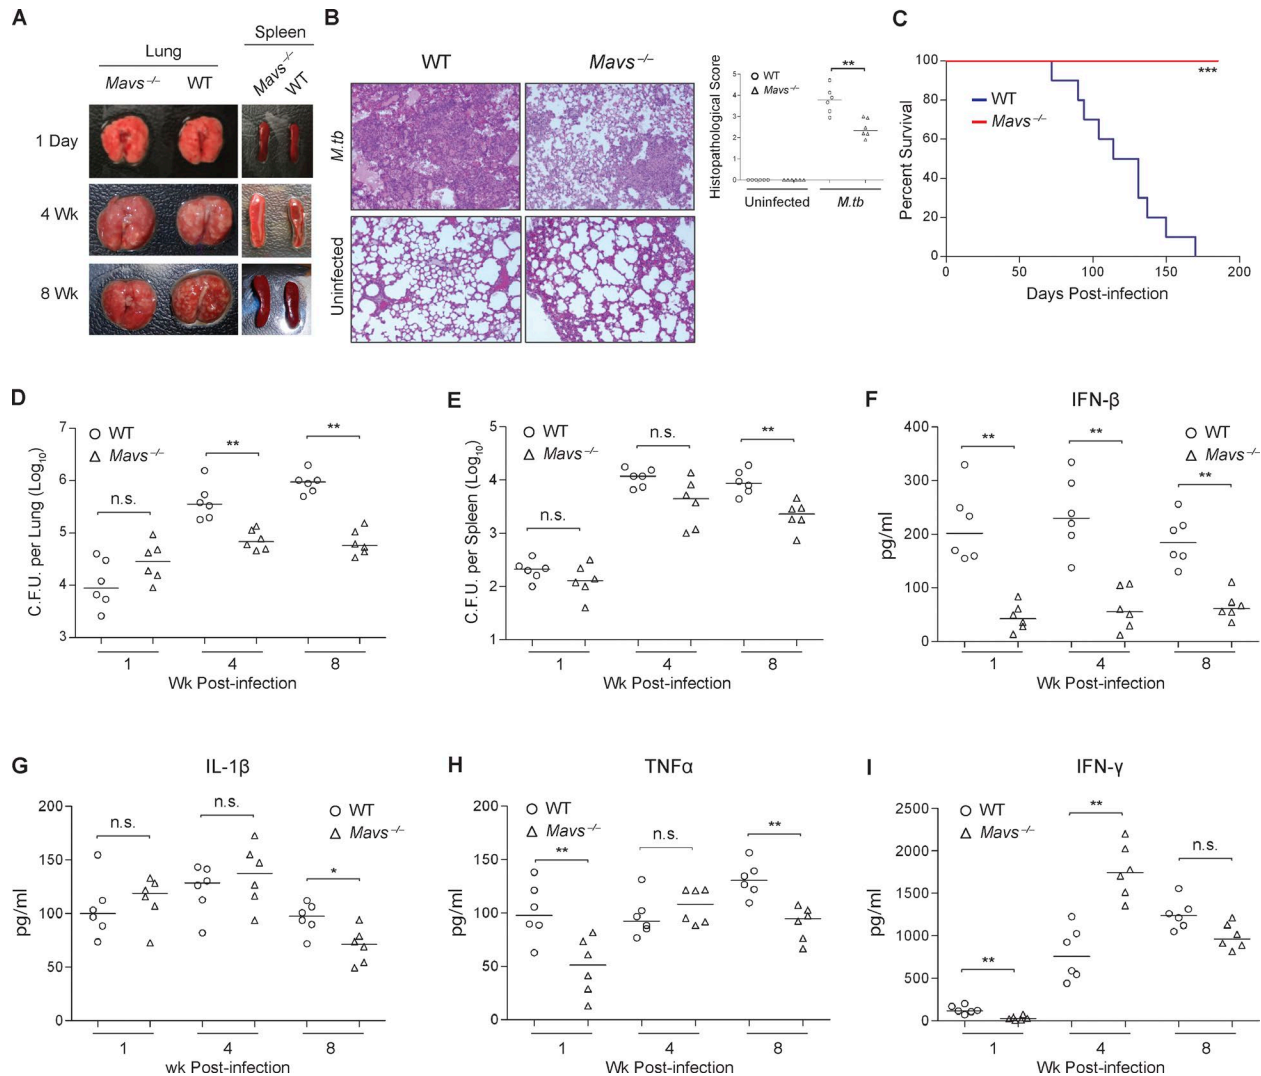 A
Lung
Spleen
Mavs⁻/⁻
WT
Mavs⁻/⁻
WT
1 Day
4 Wk
8 Wk
B
WT
Mavs⁻/⁻
M.tb
Uninfected
Histopathological Score
5
4
3
2
1
0
WT
Mavs⁻/⁻
**
Uninfected
M.tb
C
Percent Survival
100
80
60
40
20
0
WT
Mavs⁻/⁻
***
0
50
100
150
200
Days Post-infection
D
C.F.U. per Lung (Log₁₀)
7
6
5
4
3
WT
Mavs⁻/⁻
n.s.
**
**
1
4
8
Wk Post-infection
E
C.F.U. per Spleen (Log₁₀)
5
4
3
2
1
WT
Mavs⁻/⁻
n.s.
n.s.
**
1
4
8
Wk Post-infection
F
IFN-β
pg/ml
400
300
200
100
0
WT
Mavs⁻/⁻
**
**
**
1
4
8
Wk Post-infection
G
IL-1β
pg/ml
200
150
100
50
0
WT
Mavs⁻/⁻
n.s.
n.s.
*
1
4
8
wk Post-infection
H
TNFα
pg/ml
200
150
100
50
0
WT
Mavs⁻/⁻
**
n.s.
**
1
4
8
Wk Post-infection
I
IFN-γ
pg/ml
2500
2000
1500
1000
500
0
WT
Mavs⁻/⁻
**
**
n.s.
1
4
8
Wk Post-infection